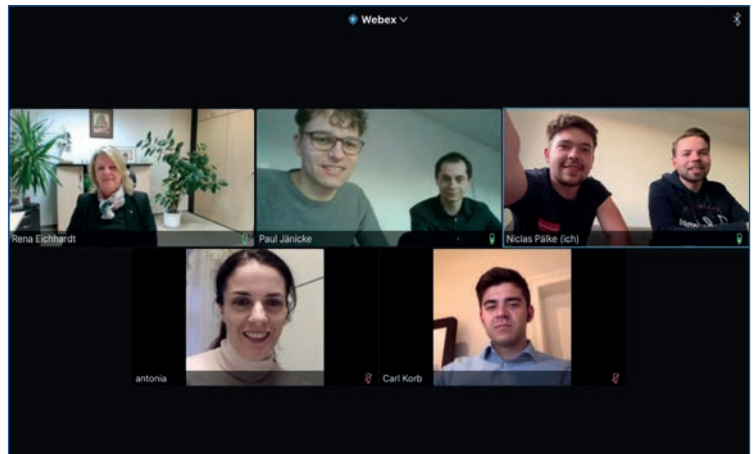 Webex
Rena Eichhardt
Paul Jänicke
Niclas Pälke (ich)
antonia
Carl Korb